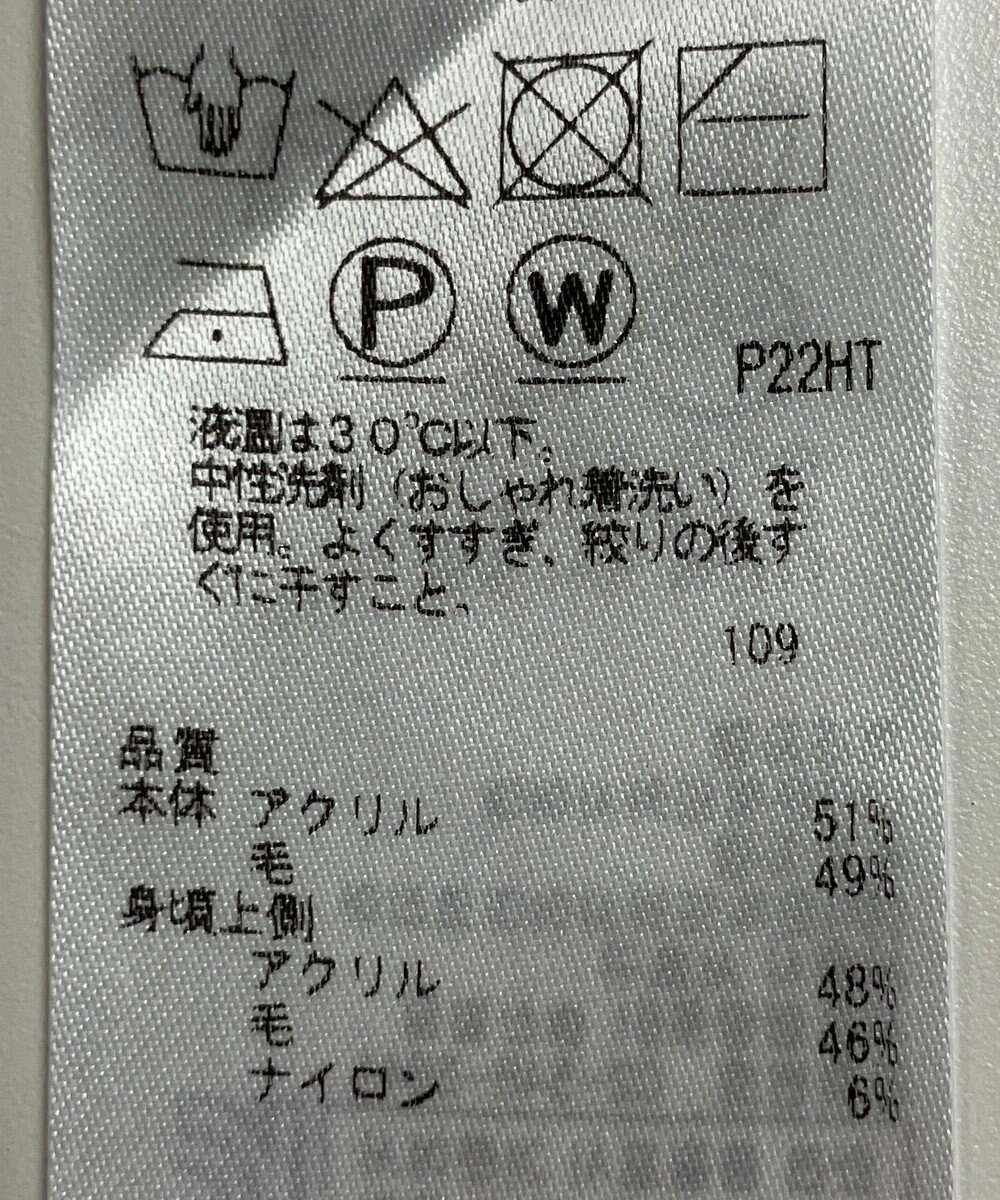 P
W
P22HT
液温は30℃以下。
中性洗剤（おしゃれ着洗い）を
使用。よくすすぎ、絞りの後す
ぐに干すこと、
109
品質
本体 アクリル 51%
毛 49%
身頃上側
アクリル 48%
毛 46%
ナイロン 6%